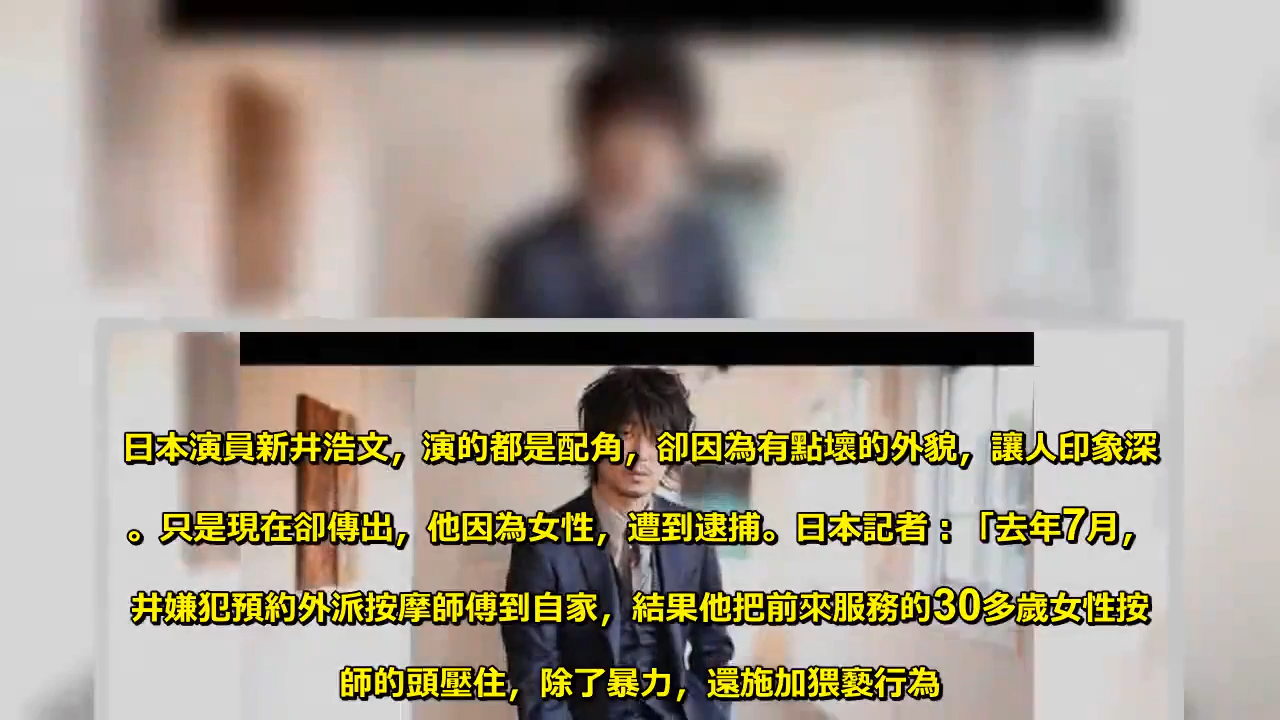 日本演員新井浩文，演的都是配角，卻因為有點壞的外貌，讓人印象深
。只是現在卻傳出，他因為女性，遭到逮捕。日本記者：「去年7月，
井嫌犯預約外派按摩師傅到自家，結果他把前來服務的30多歲女性按
師的頭壓住，除了暴力，還施加猥褻行為